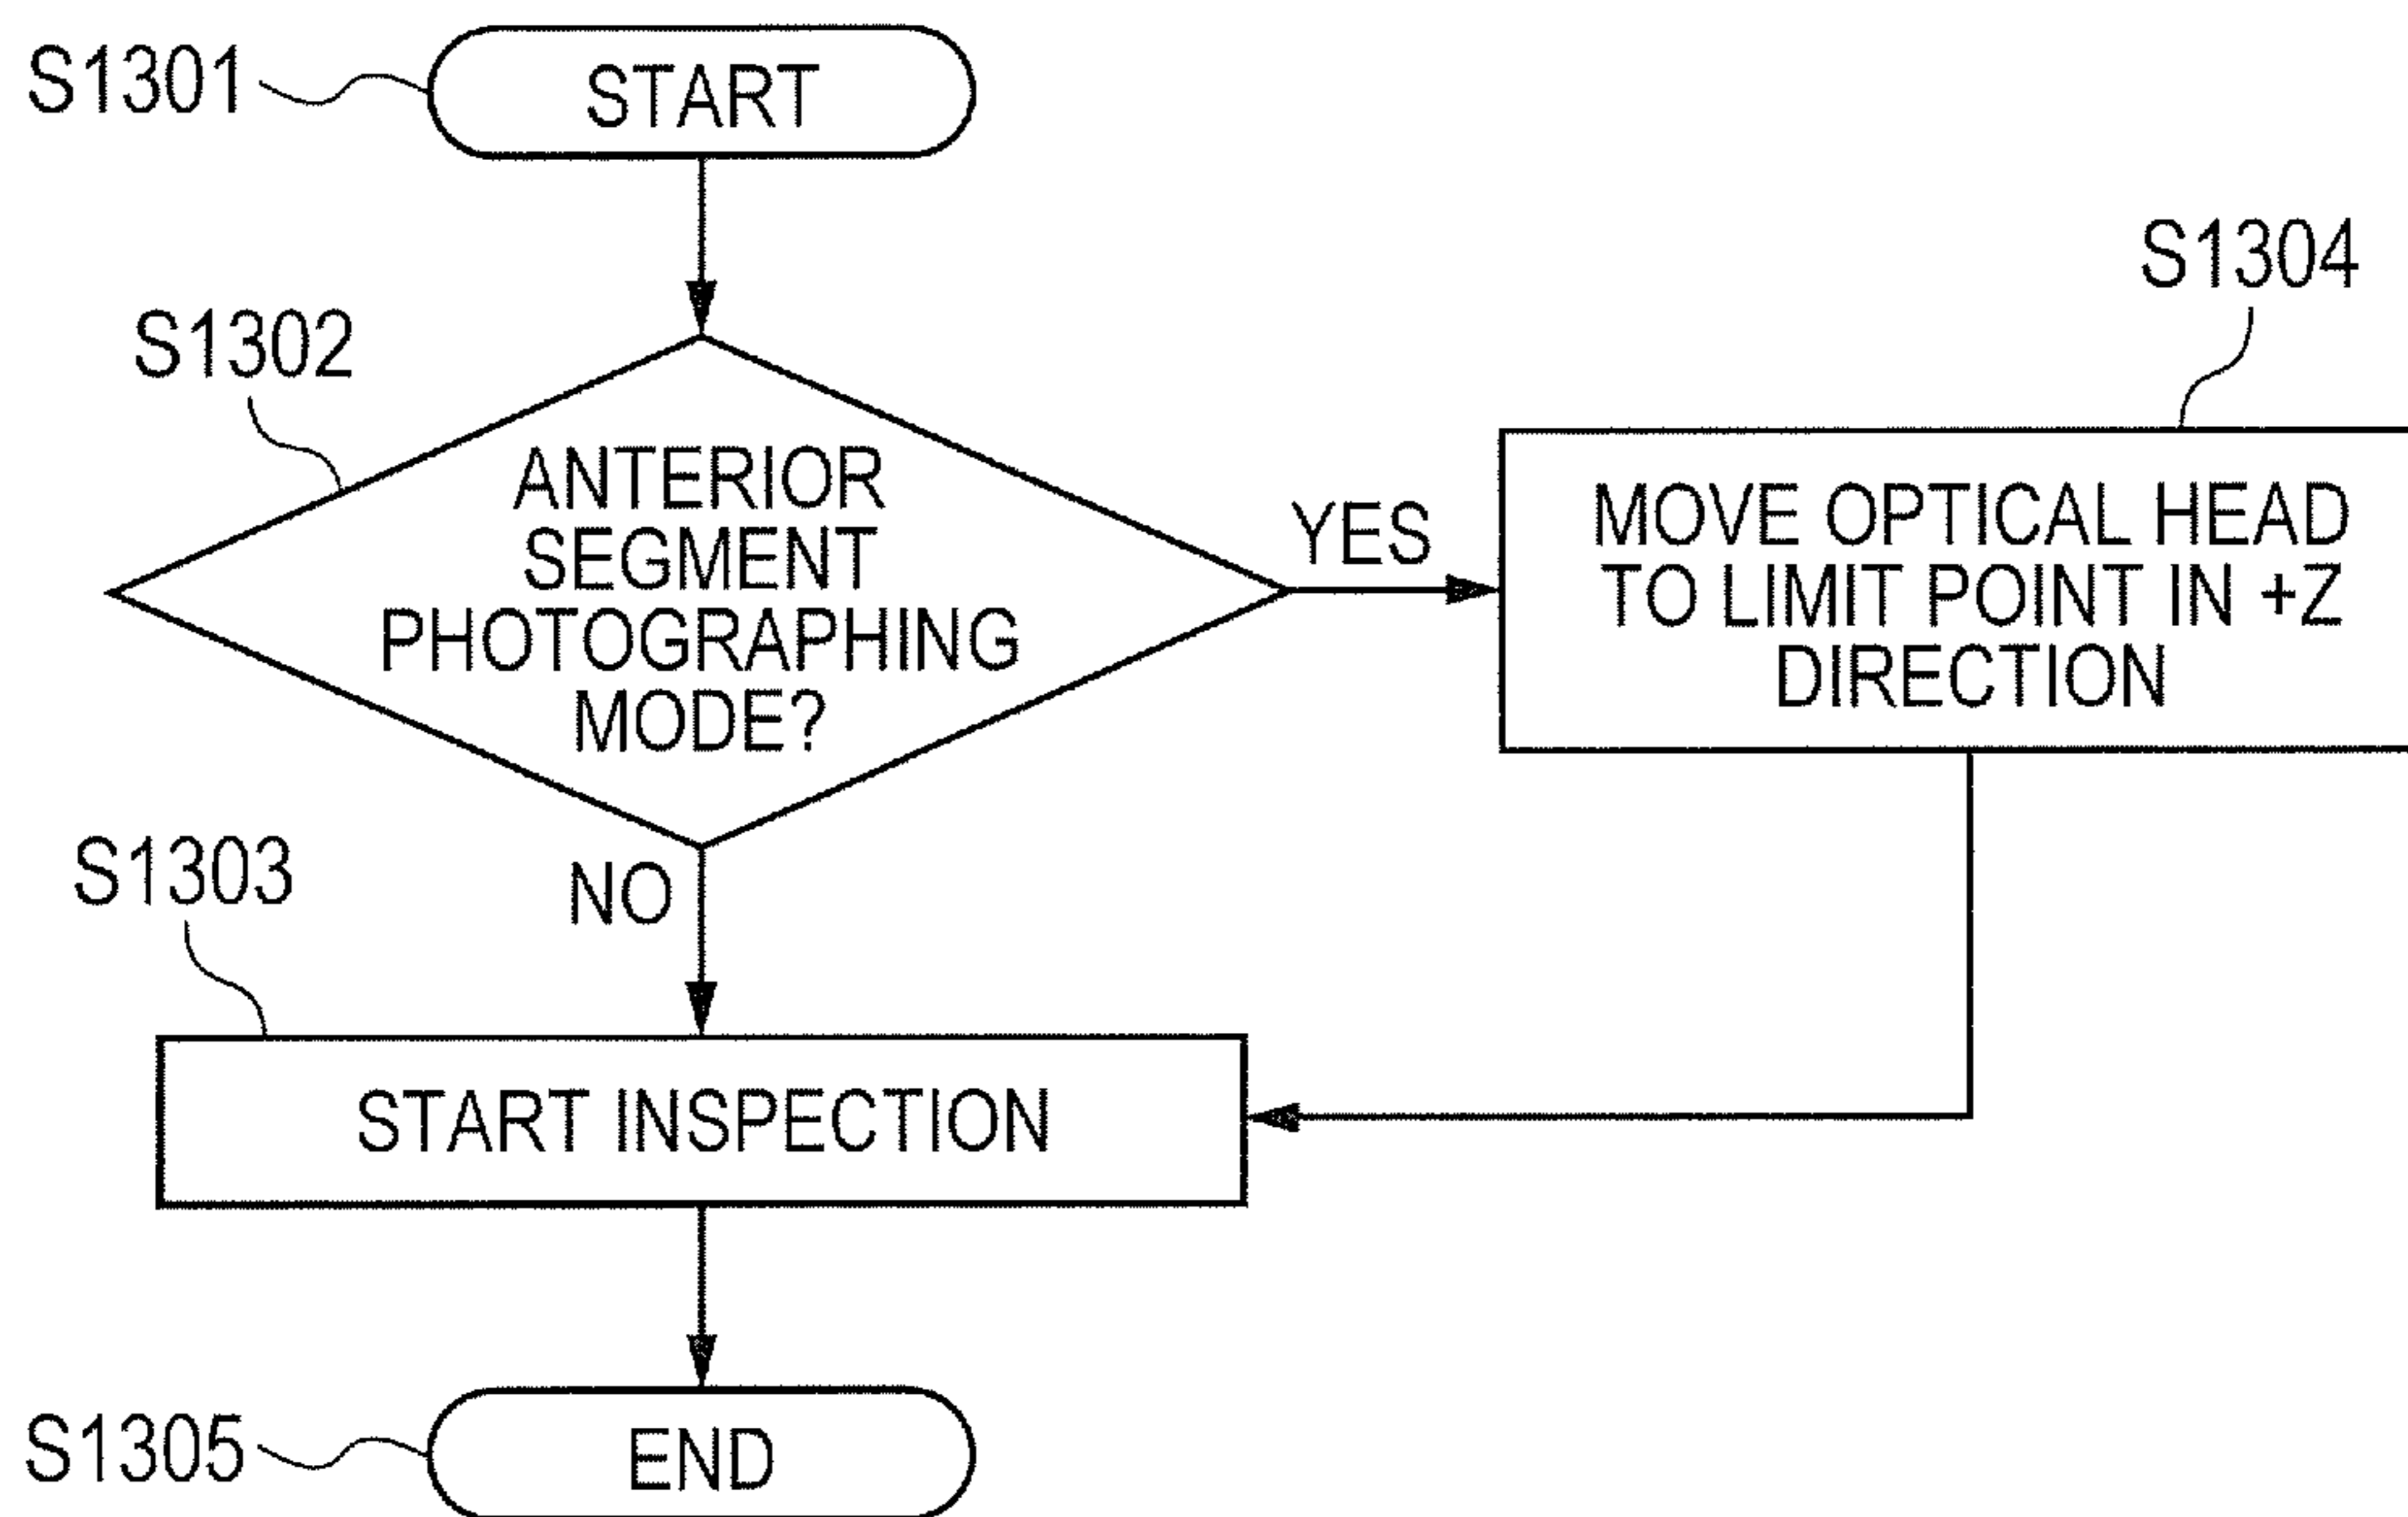 S1301
START
S1302
ANTERIOR
SEGMENT
PHOTOGRAPHING
MODE?
YES
S1304
MOVE OPTICAL HEAD
TO LIMIT POINT IN +Z
DIRECTION
NO
S1303
START INSPECTION
S1305
END